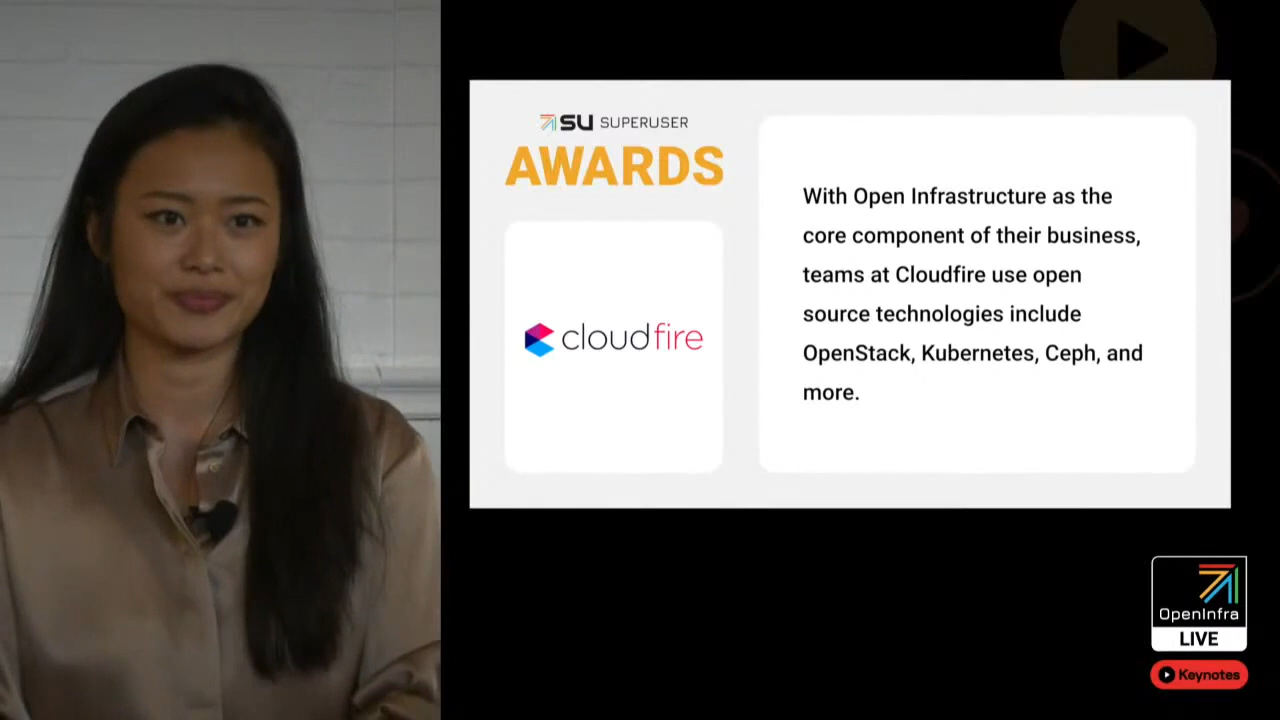 SU SUPERUSER
AWARDS
cloudfire
With Open Infrastructure as the
core component of their business,
teams at Cloudfire use open
source technologies include
OpenStack, Kubernetes, Ceph, and
more.
OpenInfra
LIVE
Keynotes